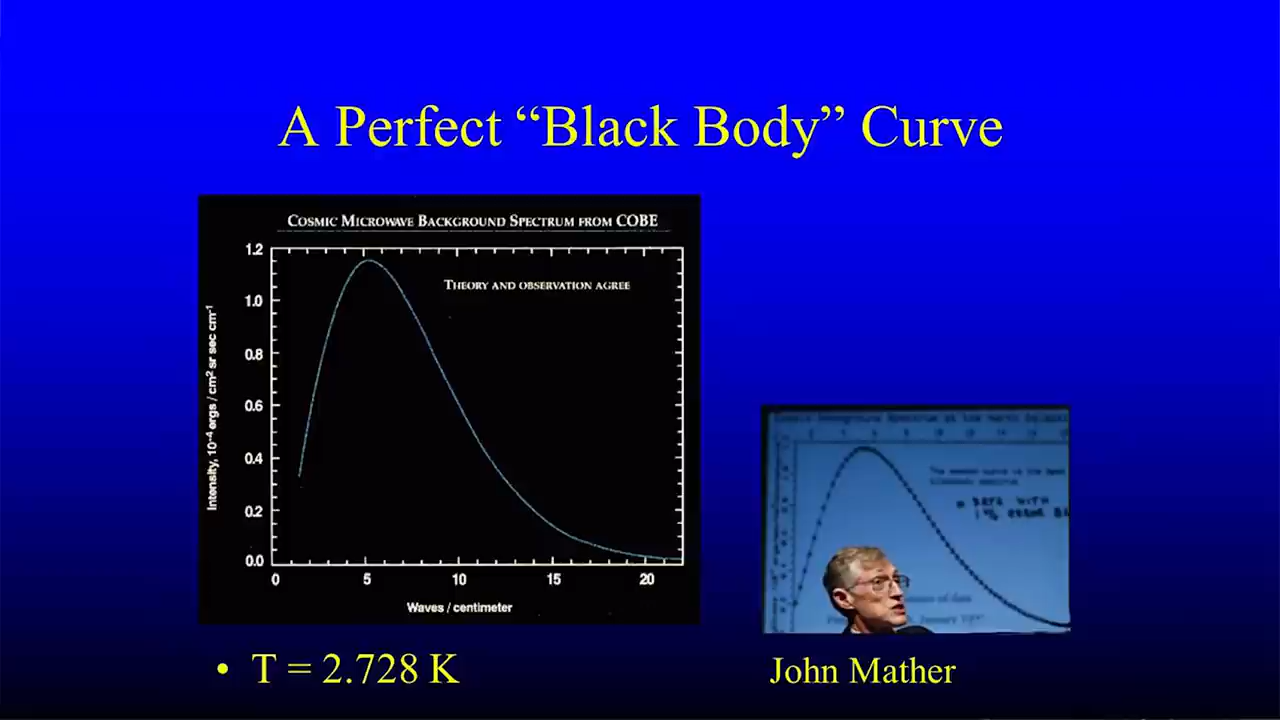 A Perfect “Black Body” Curve
COSMIC MICROWAVE BACKGROUND SPECTRUM FROM COBE
THEORY AND OBSERVATION AGREE
Intensity, 10⁻⁴ ergs / cm² sr sec cm⁻¹
1.2
1.0
0.8
0.6
0.4
0.2
0.0
0 5 10 15 20
Waves / centimeter
• T = 2.728 K
John Mather